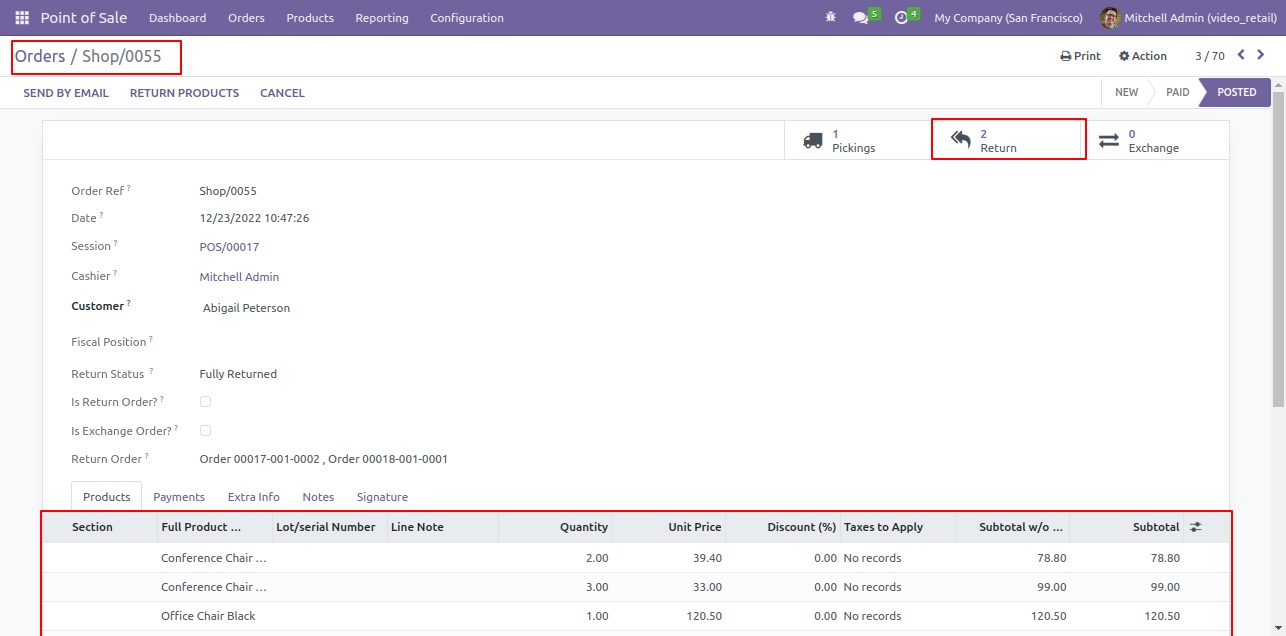 Point of Sale Dashboard Orders Products Reporting Configuration 5 4 My Company (San Francisco) Mitchell Admin (video_retail)
Orders / Shop/0055 Print Action 3 / 70
SEND BY EMAIL RETURN PRODUCTS CANCEL NEW PAID POSTED
1 Pickings 2 Return 0 Exchange
Order Ref ? Shop/0055
Date ? 12/23/2022 10:47:26
Session ? POS/00017
Cashier ? Mitchell Admin
Customer ? Abigail Peterson
Fiscal Position ?
Return Status ? Fully Returned
Is Return Order? ?
Is Exchange Order? ?
Return Order ? Order 00017-001-0002 , Order 00018-001-0001
Products Payments Extra Info Notes Signature
Section Full Product ... Lot/serial Number Line Note Quantity Unit Price Discount (%) Taxes to Apply Subtotal w/o ... Subtotal
Conference Chair ... 2.00 39.40 0.00 No records 78.80 78.80
Conference Chair ... 3.00 33.00 0.00 No records 99.00 99.00
Office Chair Black 1.00 120.50 0.00 No records 120.50 120.50